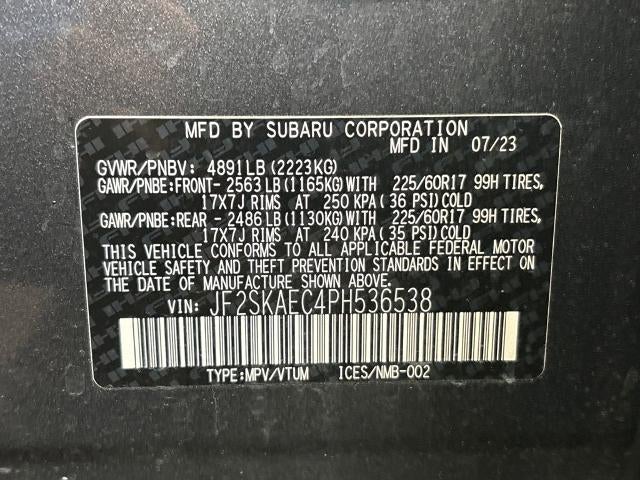 MFD BY SUBARU CORPORATION
MFD IN 07/23
GVWR/PNBV: 4891LB(2223KG)
GAWR/PNBE:FRONT- 2563LB(1165KG)WITH 225/60R17 99H TIRES,
17X7J RIMS AT 250 KPA(36 PSI)COLD
GAWR/PNBE:REAR - 2486LB(1130KG)WITH 225/60R17 99H TIRES,
17X7J RIMS AT 240 KPA(35 PSI)COLD
THIS VEHICLE CONFORMS TO ALL APPLICABLE FEDERAL MOTOR
VEHICLE SAFETY AND THEFT PREVENTION STANDARDS IN EFFECT ON
THE DATE OF MANUFACTURE SHOWN ABOVE.
VIN: JF2SKAEC4PH536538
TYPE:MPV/VTUM ICES/NMB-002